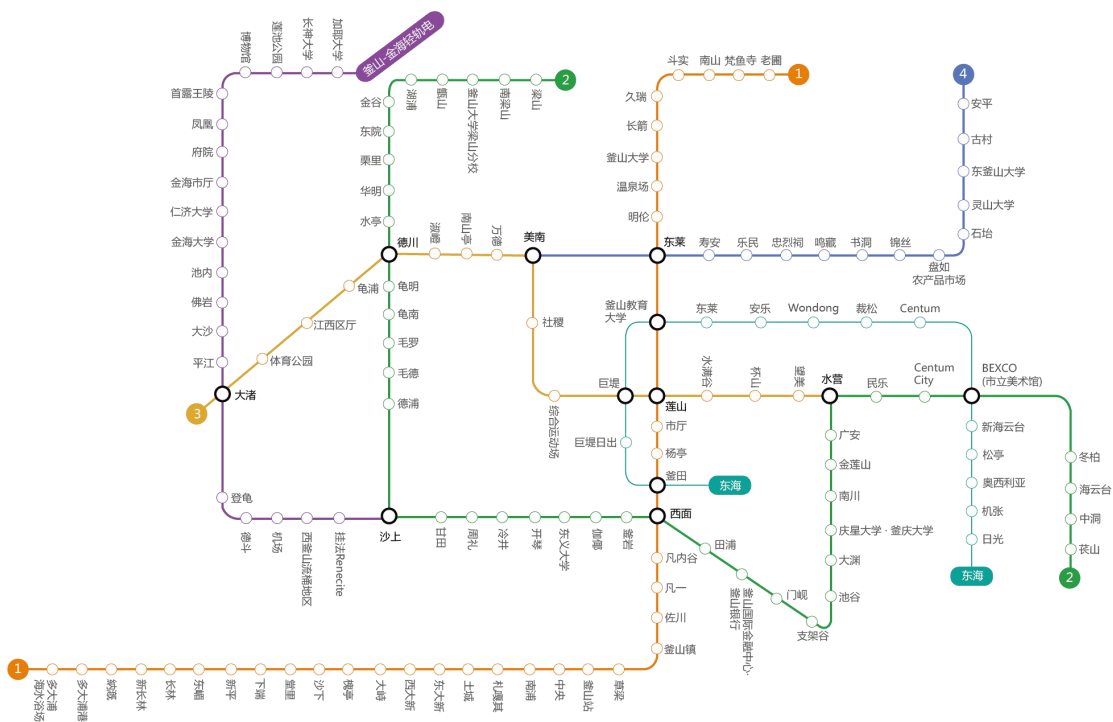 釜山-金海轻轨电
加耶大学
长神大学
莲池公园
博物馆
首露王陵
凤凰
府院
金海市厅
仁济大学
金海大学
池内
佛岩
大沙
平江
大渚
登龟
德斗
机场
西釜山流桶地区
挂法Renecite
沙上
2
梁山
南梁山
釜山大学梁山分校
甑山
湖浦
金谷
东院
栗里
华明
水亭
德川
龟明
龟南
毛罗
毛德
德浦
甘田
周礼
冷井
开琴
东义大学
伽倻
釜岩
西面
田浦
釜山国际金融中心·
釜山银行
门岘
支架谷
池谷
大渊
庆星大学 · 釜庆大学
南川
金莲山
广安
水营
民乐
Centum
City
BEXCO
(市立美术馆)
冬柏
海云台
中洞
苌山
2
3
体育公园
江西区厅
龟浦
淑嶝
南山亭
万德
美南
社稷
综合运动场
巨堤
莲山
水满谷
杯山
望美
4
安平
古村
东釜山大学
灵山大学
石坮
盘如
农产品市场
锦丝
书洞
鸣藏
忠烈祠
乐民
寿安
东莱
1
老圃
梵鱼寺
南山
斗实
久瑞
长箭
釜山大学
温泉场
明伦
釜山教育
大学
市厅
杨亭
釜田
凡内谷
凡一
佐川
釜山镇
草梁
釜山站
中央
南浦
札嘎其
土城
东大新
西大新
大峙
槐亭
沙下
堂里
下端
新平
东崛
长林
新长林
纳溉
多大浦港
多大浦
海水浴场
1
东莱
安乐
Wondong
裁松
Centum
新海云台
松亭
奥西利亚
机张
日光
东海
巨堤日出
东海